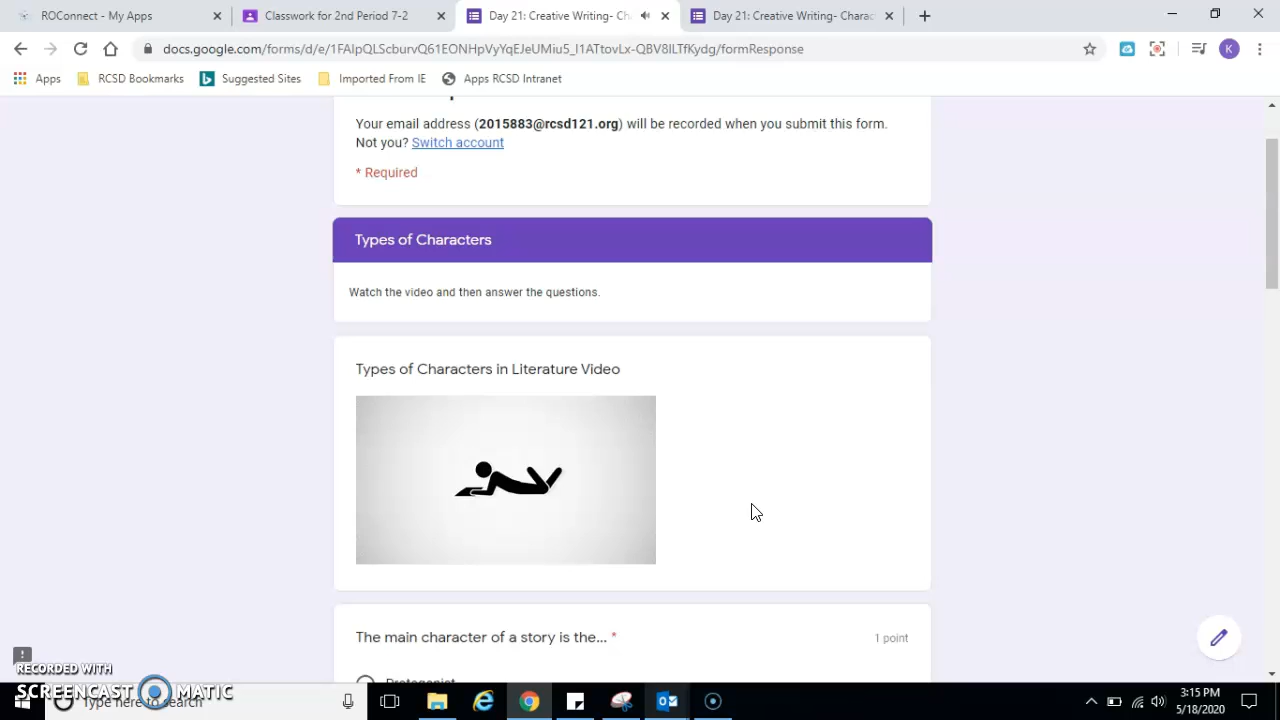 ROConnect - My Apps
Classwork for 2nd Period 7-2
Day 21: Creative Writing- Ch
Day 21: Creative Writing- Charac
docs.google.com/forms/d/e/1FAIpQLScburvQ61EONHpVyYqEJeUMiu5_I1ATtovLx-QBV8ILTfKydg/formResponse
K
Apps
RCSD Bookmarks
Suggested Sites
Imported From IE
Apps RCSD Intranet
Your email address (2015883@rcsd121.org) will be recorded when you submit this form.
Not you? Switch account
* Required
Types of Characters
Watch the video and then answer the questions.
Types of Characters in Literature Video
The main character of a story is the... *
1 point
Protagonist
RECORDED WITH
SCREENCAST MATIC
Type here to search
3:15 PM
5/18/2020